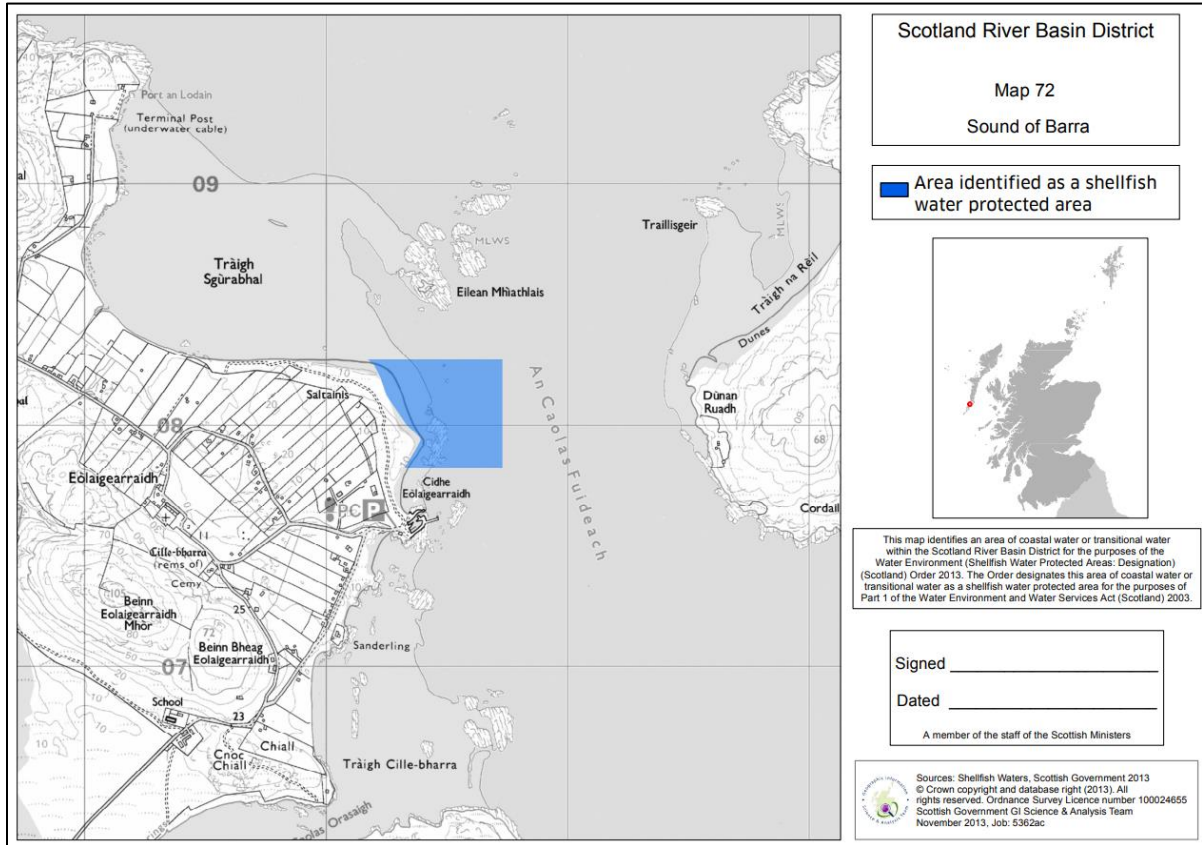 Port an Lodain
Terminal Post
(underwater cable)
09
Tràigh
Sgùrabhal
MLWS
Eilean Mhiathlais
Traillisgeir
MLWS
Tràigh na Rèil
Dunes
Saltainis
10
An Caolas Fuideach
Dùnan
Ruadh
08
68
Eòlaigearraidh
Cidhe
Eòlaigearraidh
PC P
Cordail
11
Cille-bharra
(rems of)
Cemy
25
105
Beinn
Eolaigearraidh
Mhòr
72
Beinn Bheag
Eolaigearraidh
07
Sanderling
School
23
Chiall
Cnoc
Chiall
Tràigh Cille-bharra
Orasaigh
Scotland River Basin District
Map 72
Sound of Barra
Area identified as a shellfish
water protected area
This map identifies an area of coastal water or transitional water
within the Scotland River Basin District for the purposes of the
Water Environment (Shellfish Water Protected Areas: Designation)
(Scotland) Order 2013. The Order designates this area of coastal water or
transitional water as a shellfish water protected area for the purposes of
Part 1 of the Water Environment and Water Services Act (Scotland) 2003.
Signed
Dated
A member of the staff of the Scottish Ministers
Sources: Shellfish Waters, Scottish Government 2013
© Crown copyright and database right (2013). All
rights reserved. Ordnance Survey Licence number 100024655
Scottish Government GI Science & Analysis Team
November 2013, Job: 5362ac